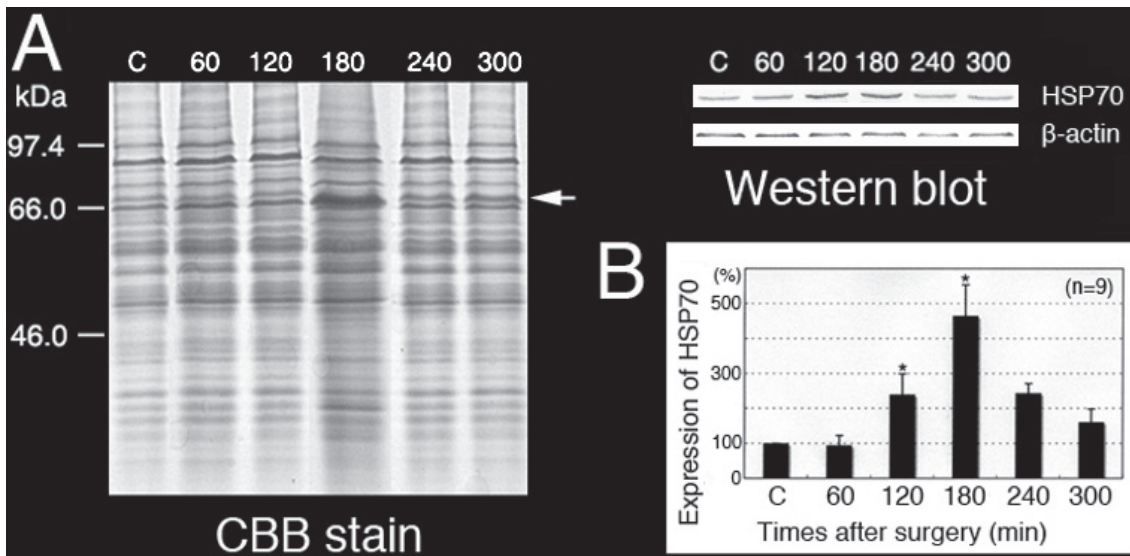 A
C 60 120 180 240 300
kDa
97.4
66.0
46.0
CBB stain
C 60 120 180 240 300
HSP70
β-actin
Western blot
B
(%)
(n=9)
500
300
100
0
*
*
Expression of HSP70
C 60 120 180 240 300
Times after surgery (min)